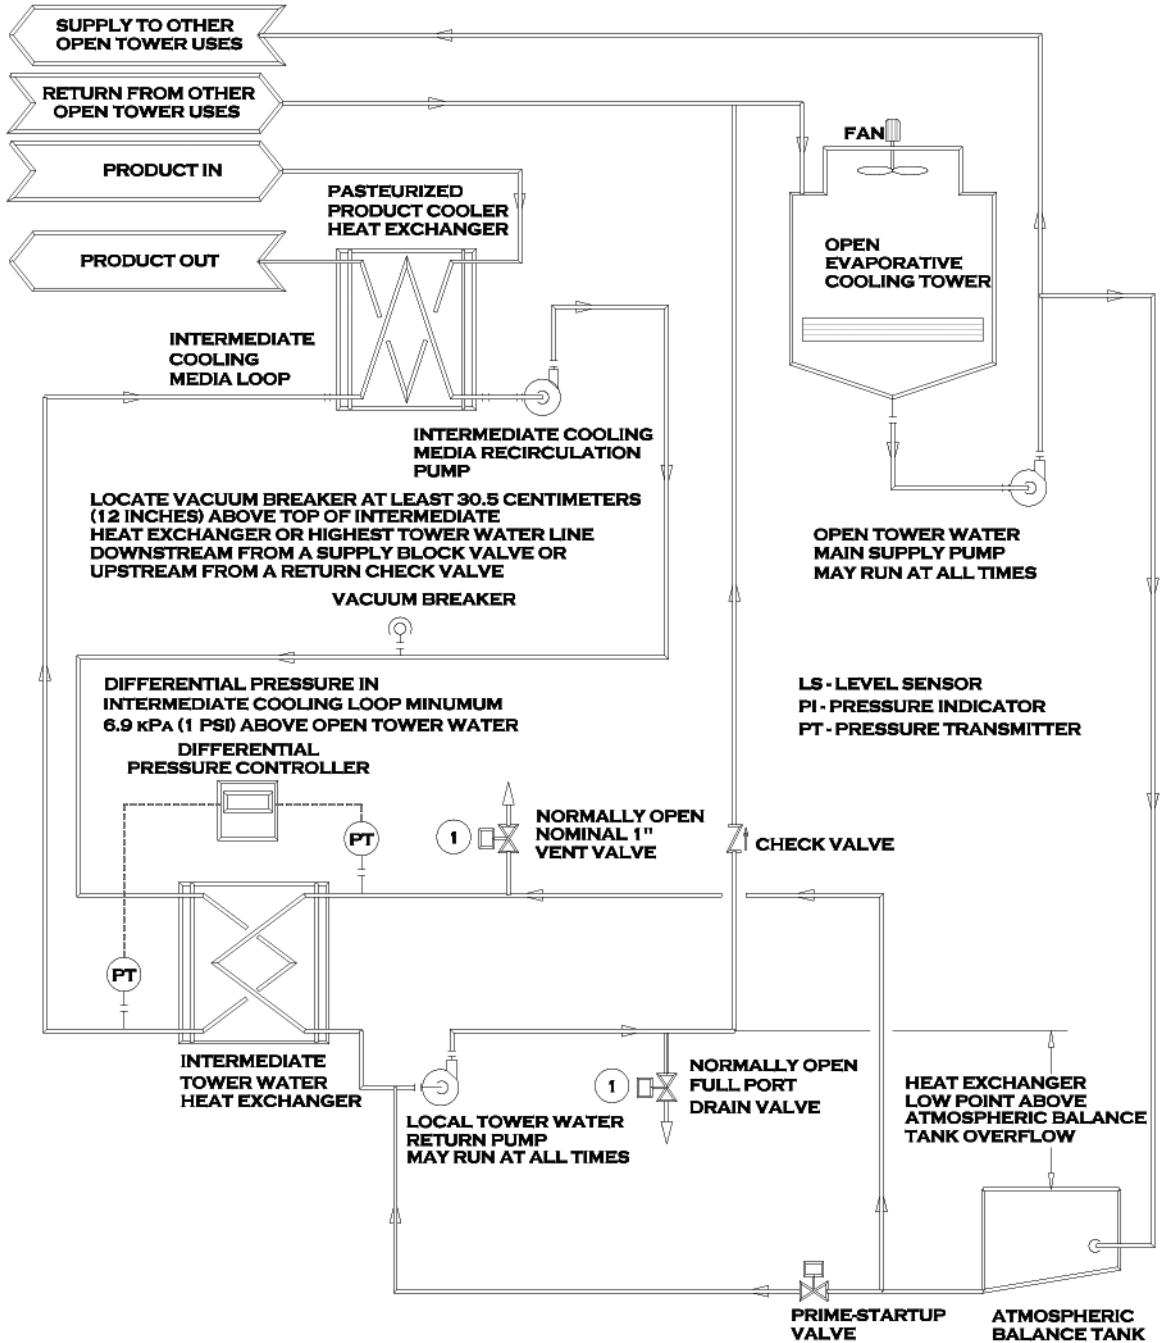 SUPPLY TO OTHER
OPEN TOWER USES
RETURN FROM OTHER
OPEN TOWER USES
PRODUCT IN
PRODUCT OUT
PASTEURIZED
PRODUCT COOLER
HEAT EXCHANGER
FAN
OPEN
EVAPORATIVE
COOLING TOWER
INTERMEDIATE
COOLING
MEDIA LOOP
INTERMEDIATE COOLING
MEDIA RECIRCULATION
PUMP
LOCATE VACUUM BREAKER AT LEAST 30.5 CENTIMETERS
(12 INCHES) ABOVE TOP OF INTERMEDIATE
HEAT EXCHANGER OR HIGHEST TOWER WATER LINE
DOWNSTREAM FROM A SUPPLY BLOCK VALVE OR
UPSTREAM FROM A RETURN CHECK VALVE
VACUUM BREAKER
OPEN TOWER WATER
MAIN SUPPLY PUMP
MAY RUN AT ALL TIMES
DIFFERENTIAL PRESSURE IN
INTERMEDIATE COOLING LOOP MINUMUM
6.9 KPA (1 PSI) ABOVE OPEN TOWER WATER
LS - LEVEL SENSOR
PI - PRESSURE INDICATOR
PT - PRESSURE TRANSMITTER
DIFFERENTIAL
PRESSURE CONTROLLER
PT
1
NORMALLY OPEN
NOMINAL 1"
VENT VALVE
CHECK VALVE
PT
INTERMEDIATE
TOWER WATER
HEAT EXCHANGER
LOCAL TOWER WATER
RETURN PUMP
MAY RUN AT ALL TIMES
1
NORMALLY OPEN
FULL PORT
DRAIN VALVE
HEAT EXCHANGER
LOW POINT ABOVE
ATMOSPHERIC BALANCE
TANK OVERFLOW
PRIME-STARTUP
VALVE
ATMOSPHERIC
BALANCE TANK